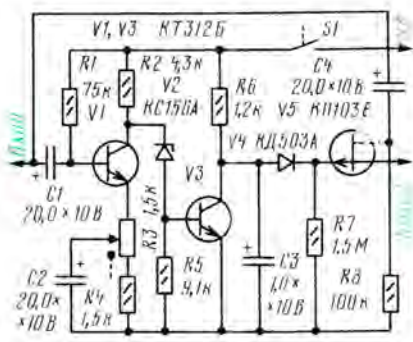 V1, V3 КТ312Б
S1
R1
75к
R2 4,3к
V2
КС156А
R6
1,2к
C4
20,0×10В
V5 КП103Е
V1
V4 КД503А
V3
C1
20,0×10В
R3 1,5к
C2
20,0×
×10В
R4
1,5к
R5
9,1к
C3
1,0×
×10В
R7
1,5М
R8
100к